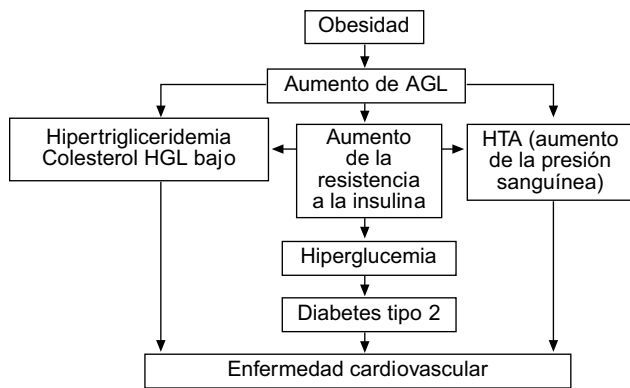 Obesidad
Aumento de AGL
Hipertrigliceridemia
Colesterol HGL bajo
Aumento
de la
resistencia
a la insulina
HTA (aumento
de la presión
sanguínea)
Hiperglucemia
Diabetes tipo 2
Enfermedad cardiovascular